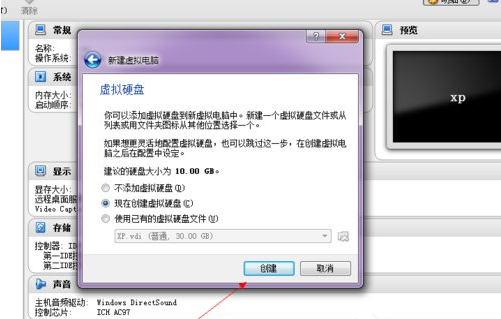 清除
常规
名称:
操作系统:
系统
内存大小:
启动顺序:
显示
显存大小:
远程桌面服
Video Capt
存储
控制器: IDE
第一IDE控
第二IDE控
声音
主机音频驱动: Windows DirectSound
控制芯片: ICH AC97
预览
xp
新建虚拟电脑
虚拟硬盘
你可以添加虚拟硬盘到新虚拟电脑中。新建一个虚拟硬盘文件或从
列表或用文件夹图标从其他位置选择一个。
如果想更灵活地配置虚拟硬盘，也可以跳过这一步，在创建虚拟电
脑之后在配置中设定。
建议的硬盘大小为 10.00 GB。
不添加虚拟硬盘(D)
现在创建虚拟硬盘(C)
使用已有的虚拟硬盘文件(U)
XP.vdi (普通, 30.00 GB)
创建
取消